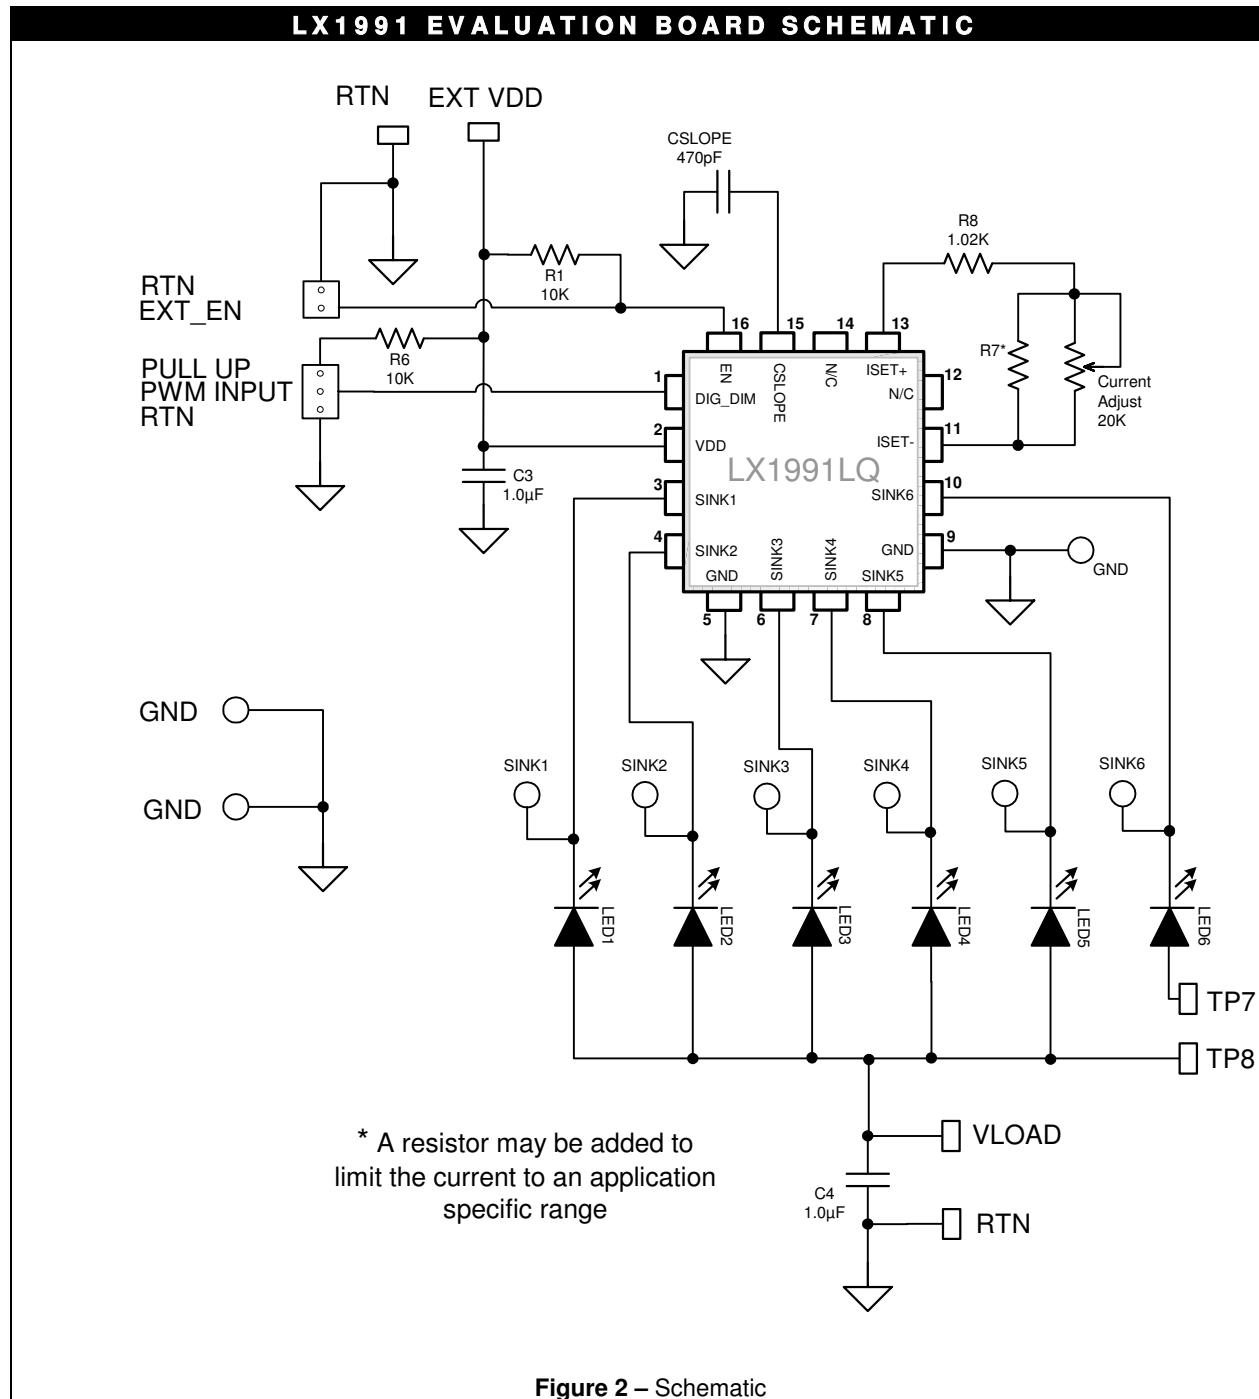 LX1991 EVALUATION BOARD SCHEMATIC
RTN
EXT VDD
CSLOPE
470pF
R8
1.02K
R1
10K
RTN
EXT_EN
R6
10K
PULL UP
PWM INPUT
RTN
16
15
14
13
EN
CSLOPE
N/C
ISET+
R7*
Current
Adjust
20K
1
DIG_DIM
12
N/C
2
VDD
11
ISET-
LX1991LQ
C3
1.0µF
3
SINK1
10
SINK6
4
SINK2
9
GND
GND
GND
SINK3
SINK4
SINK5
5
6
7
8
GND
GND
SINK1
SINK2
SINK3
SINK4
SINK5
SINK6
LED1
LED2
LED3
LED4
LED5
LED6
TP7
TP8
VLOAD
* A resistor may be added to
limit the current to an application
specific range
C4
1.0µF
RTN
Figure 2 – Schematic